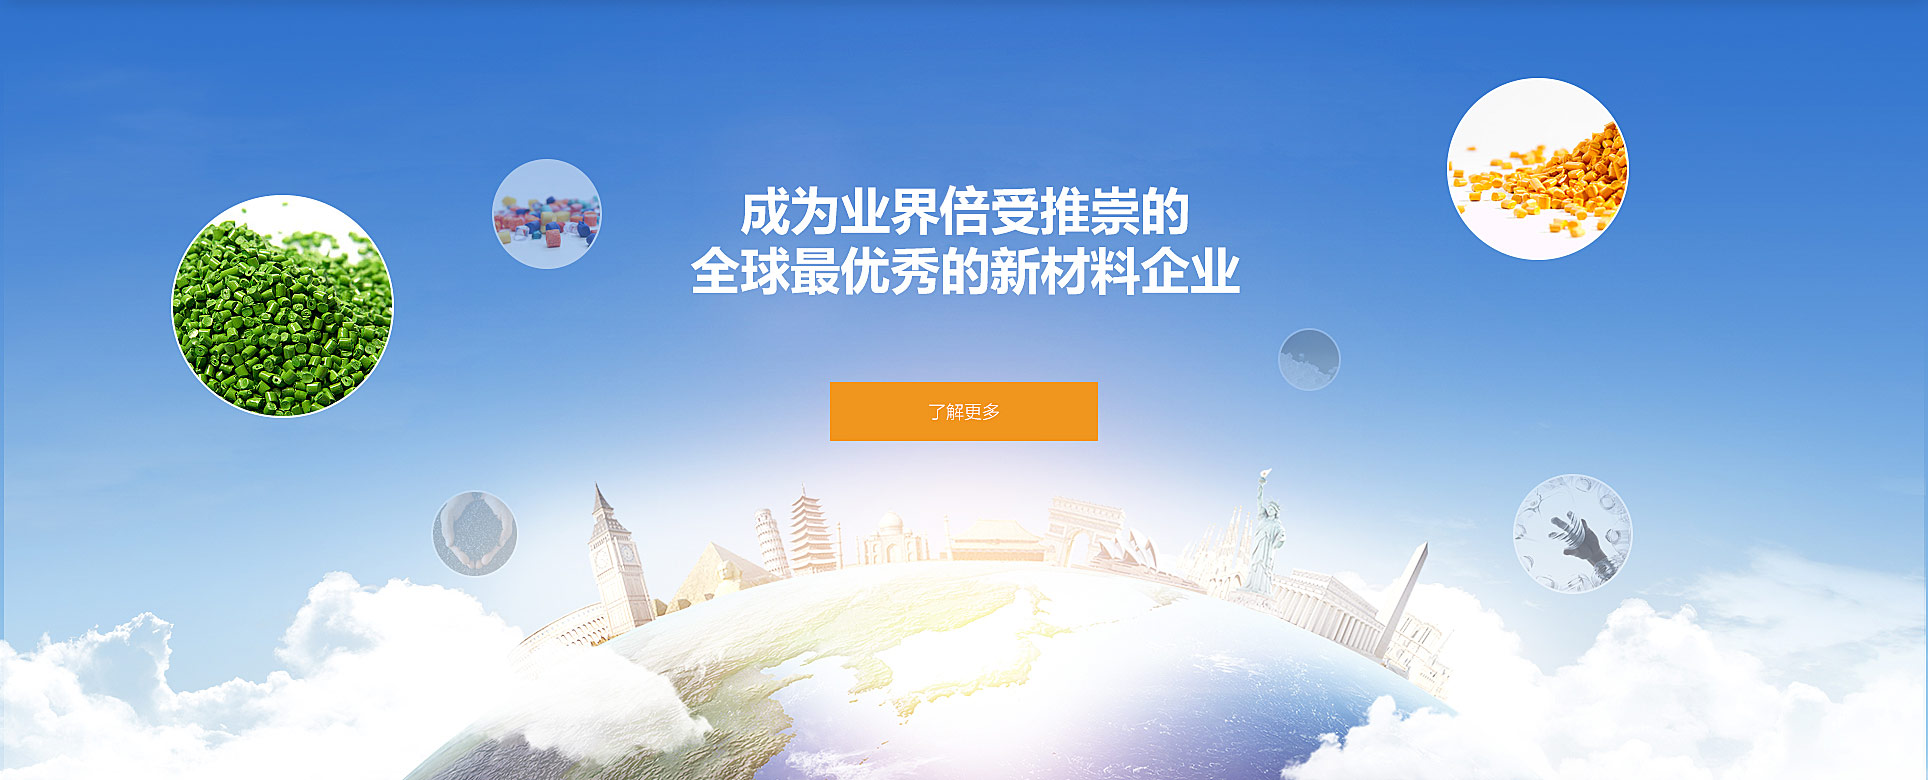 成为业界倍受推崇的
全球最优秀的新材料企业
了解更多